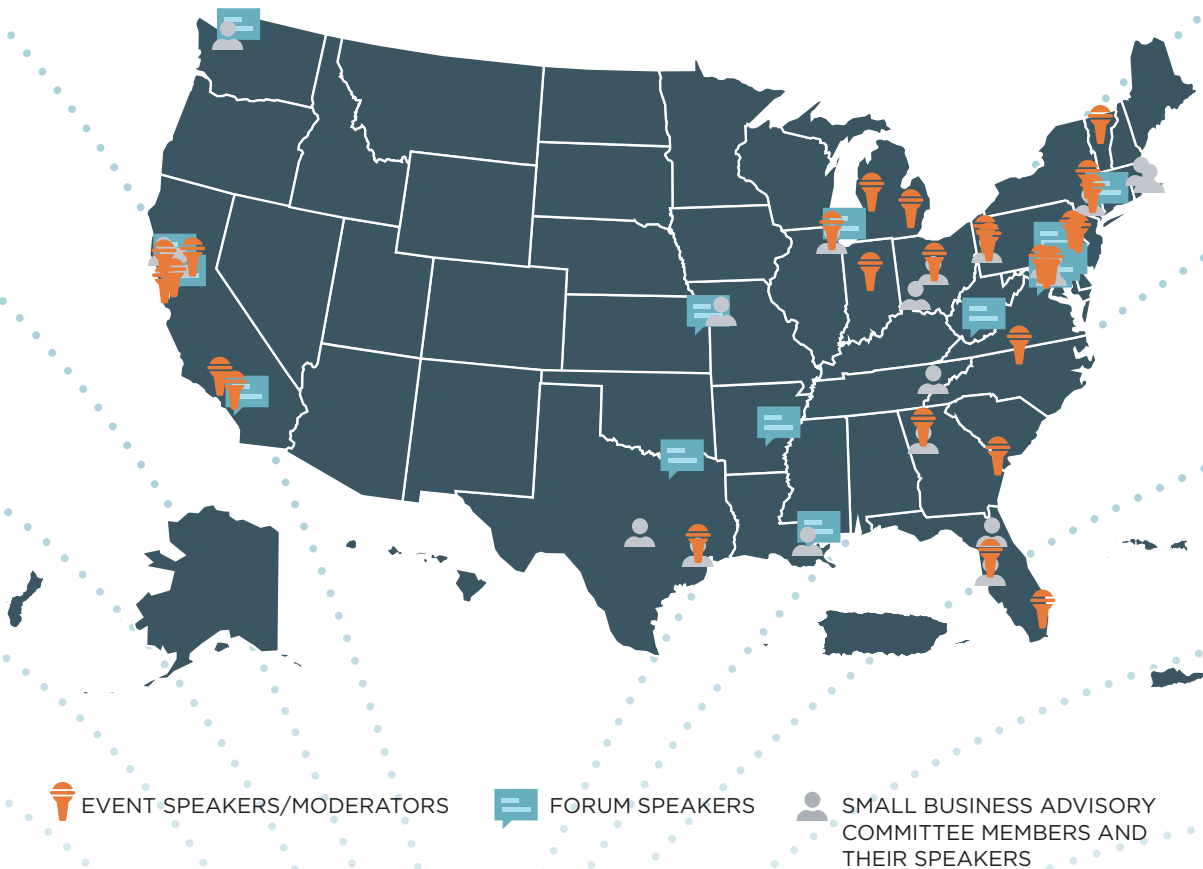 EVENT SPEAKERS/MODERATORS
FORUM SPEAKERS
SMALL BUSINESS ADVISORY
COMMITTEE MEMBERS AND
THEIR SPEAKERS